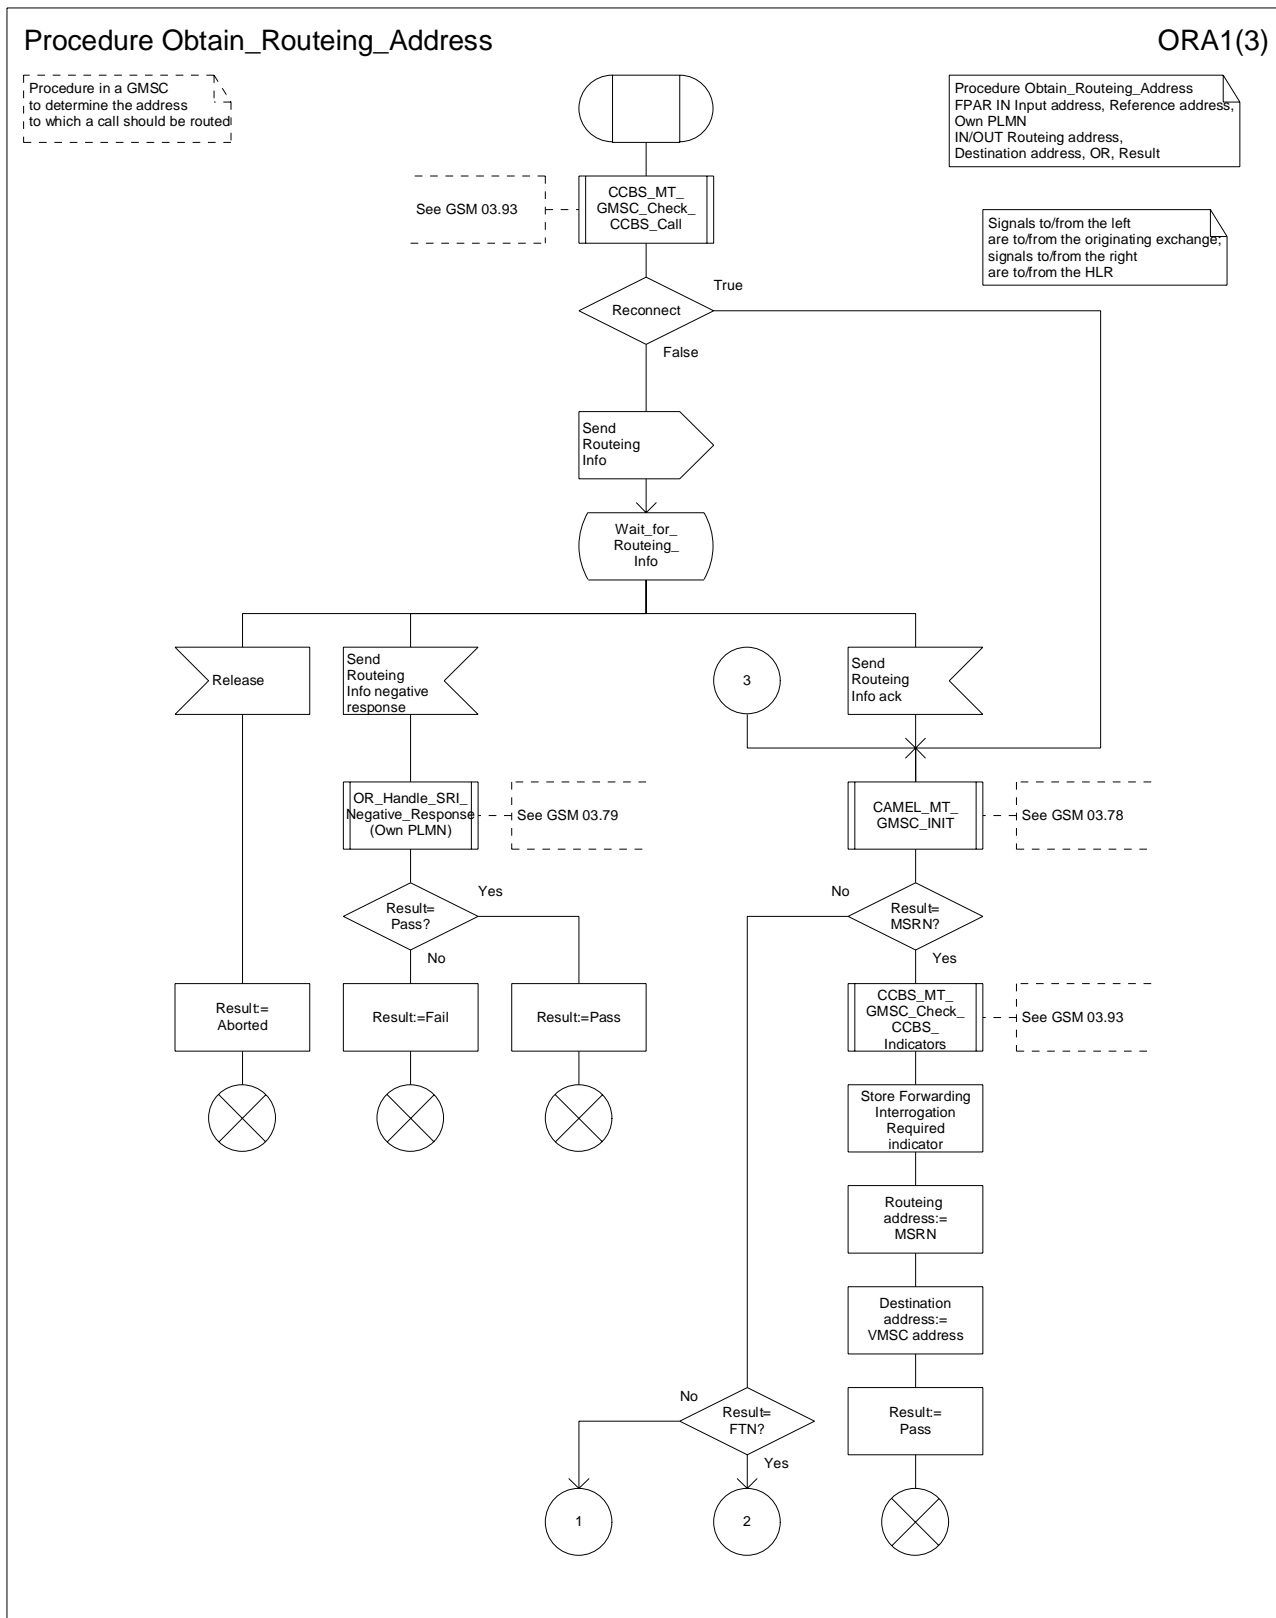 Procedure Obtain_Routeing_Address
ORA1(3)
Procedure in a GMSC
to determine the address
to which a call should be routed
Procedure Obtain_Routeing_Address
FPAR IN Input address, Reference address,
Own PLMN
IN/OUT Routeing address,
Destination address, OR, Result
See GSM 03.93
CCBS_MT_
GMSC_Check_
CCBS_Call
Signals to/from the left
are to/from the originating exchange;
signals to/from the right
are to/from the HLR
True
Reconnect
False
Send
Routeing
Info
Wait_for_
Routeing_
Info
Release
Send
Routeing
Info negative
response
3
Send
Routeing
Info ack
OR_Handle_SRI_
Negative_Response
(Own PLMN)
See GSM 03.79
CAMEL_MT_
GMSC_INIT
See GSM 03.78
Yes
Result=
Pass?
No
No
Result=
MSRN?
Yes
Result:=
Aborted
Result:=Fail
Result:=Pass
CCBS_MT_
GMSC_Check_
CCBS_
Indicators
See GSM 03.93
Store Forwarding
Interrogation
Required
indicator
Routeing
address:=
MSRN
Destination
address:=
VMSC address
No
Result=
FTN?
Yes
Result:=
Pass
1
2